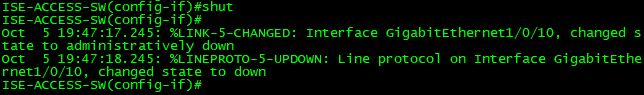 ISE-ACCESS-SW(config-if)#shut
ISE-ACCESS-SW(config-if)#
Oct  5 19:47:17.245: %LINK-5-CHANGED: Interface GigabitEthernet1/0/10, changed s
tate to administratively down
Oct  5 19:47:18.245: %LINEPROTO-5-UPDOWN: Line protocol on Interface GigabitEthe
rnet1/0/10, changed state to down
ISE-ACCESS-SW(config-if)#